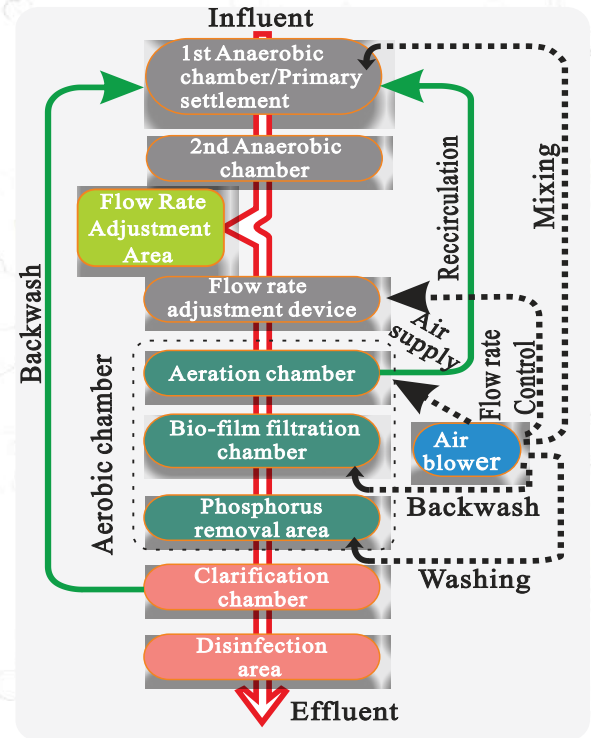 Influent
1st Anaerobic
chamber/Primary
settlement
2nd Anaerobic
chamber
Flow Rate
Adjustment
Area
Flow rate
adjustment device
Aeration chamber
Bio-film filtration
chamber
Phosphorus
removal area
Clarification
chamber
Disinfection
area
Effluent
Backwash
Aerobic chamber
Reccirculation
Mixing
Air
supply
Flow rate
Control
Air
blower
Backwash
Washing